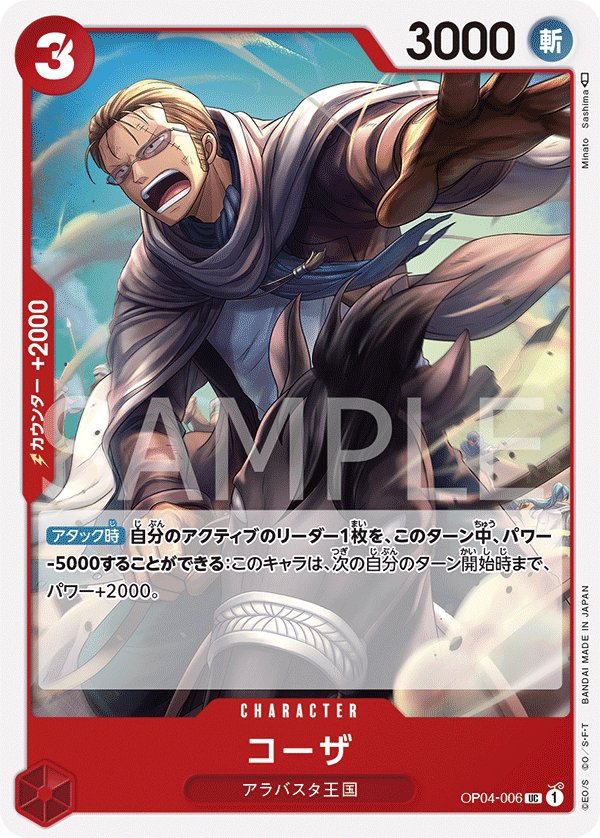 3
3000
斬
Minato Sashima
カウンター +2000
SAMPLE
アタック時 自分のアクティブのリーダー1枚を、このターン中、パワー
-5000することができる:このキャラは、次の自分のターン開始時まで、
パワー+2000。
CHARACTER
コーザ
アラバスタ王国
OP04-006 UC 1
©E.O/S ©O/S・F・T BANDAI MADE IN JAPAN